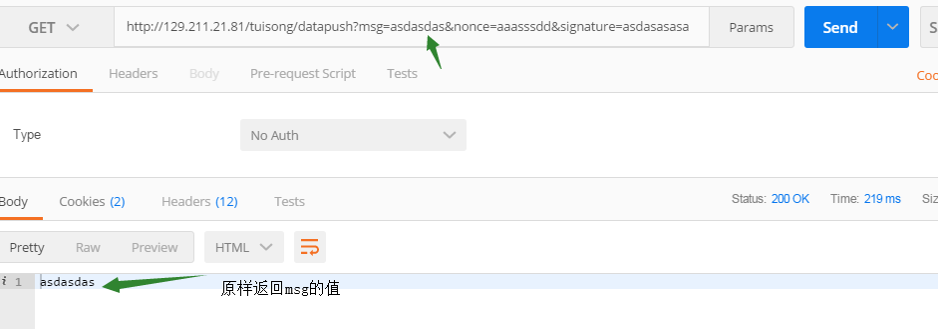 GET http://129.211.21.81/tuisong/datapush?msg=asdasdas&nonce=aaasssdd&signature=asdasasasa Params Send S
Authorization Headers Body Pre-request Script Tests Coo
Type No Auth
Body Cookies (2) Headers (12) Tests Status: 200 OK Time: 219 ms Siz
Pretty Raw Preview HTML
i 1 asdasdas 原样返回msg的值